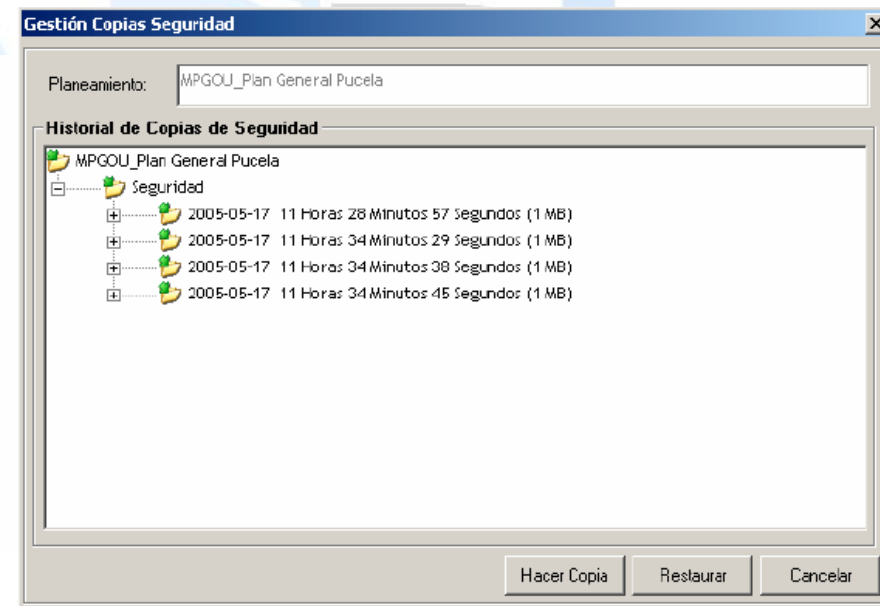 Gestión Copias Seguridad
Planeamiento: MPGOU_Plan General Pucela
Historial de Copias de Seguridad
MPGOU_Plan General Pucela
Seguridad
2005-05-17 11 Horas 28 Minutos 57 Segundos (1 MB)
2005-05-17 11 Horas 34 Minutos 29 Segundos (1 MB)
2005-05-17 11 Horas 34 Minutos 38 Segundos (1 MB)
2005-05-17 11 Horas 34 Minutos 45 Segundos (1 MB)
Hacer Copia Restaurar Cancelar